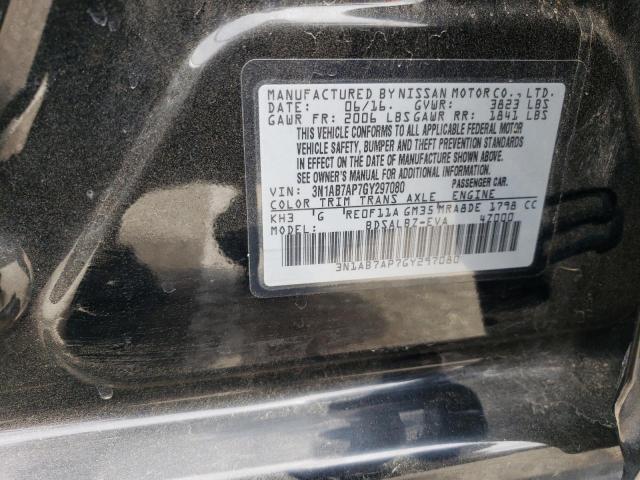 MANUFACTURED BY NISSAN MOTOR CO., LTD.
DATE: 06/16. GVWR: 3823 LBS
GAWR FR: 2006 LBS GAWR RR: 1841 LBS
THIS VEHICLE CONFORMS TO ALL APPLICABLE FEDERAL MOTOR
VEHICLE SAFETY, BUMPER AND THEFT PREVENTION STANDARDS
IN EFFECT ON THE DATE OF MANUFACTURE SHOWN ABOVE.
SEE OWNER'S MANUAL FOR ADDITIONAL INFORMATION.
VIN: 3N1AB7AP7GY297080 PASSENGER CAR.
COLOR TRIM TRANS AXLE ENGINE
KH3 G RE0F11A GM35 MRA8DE 1798 CC
MODEL: BDSALBZ-EVA 47000
3N1AB7AP7GY297080